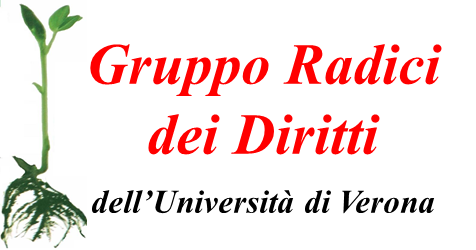 Gruppo Radici
dei Diritti
dell’Università di Verona